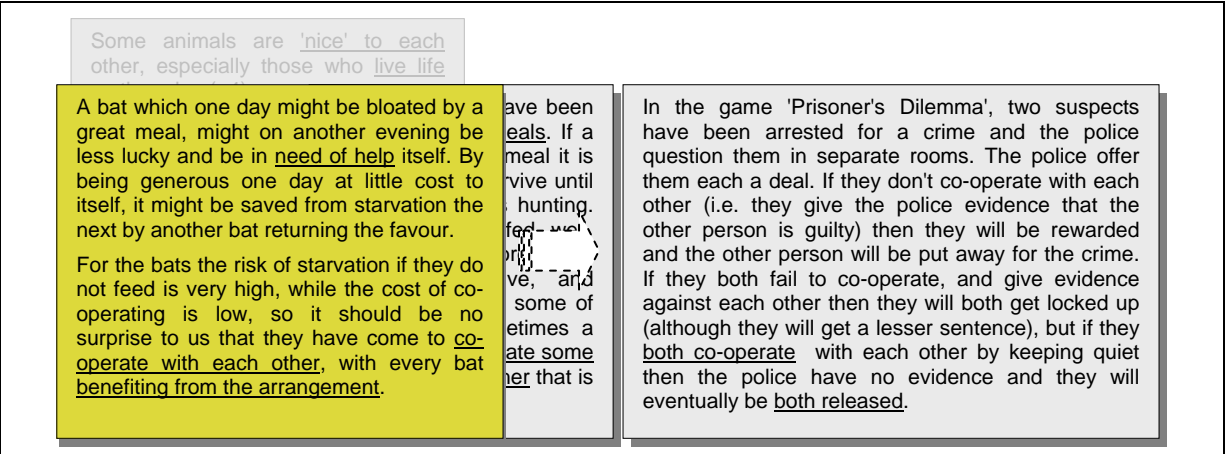 Some animals are 'nice' to each
other, especially those who live life
A bat which one day might be bloated by a
great meal, might on another evening be
less lucky and be in need of help itself. By
being generous one day at little cost to
itself, it might be saved from starvation the
next by another bat returning the favour.
For the bats the risk of starvation if they do
not feed is very high, while the cost of co-
operating is low, so it should be no
surprise to us that they have come to co-
operate with each other, with every bat
benefiting from the arrangement.
been
If a
meal it is
until
hunting.
and
some of
a
some
that is
In the game 'Prisoner's Dilemma', two suspects
have been arrested for a crime and the police
question them in separate rooms. The police offer
them each a deal. If they don't co-operate with each
other (i.e. they give the police evidence that the
other person is guilty) then they will be rewarded
and the other person will be put away for the crime.
If they both fail to co-operate, and give evidence
against each other then they will both get locked up
(although they will get a lesser sentence), but if they
both co-operate with each other by keeping quiet
then the police have no evidence and they will
eventually be both released.